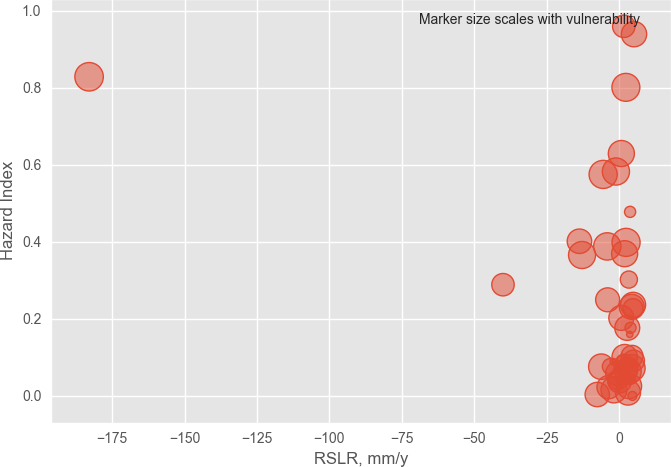 Marker size scales with vulnerability
1.0
0.8
0.6
0.4
0.2
0.0
Hazard Index
−175 −150 −125 −100 −75 −50 −25 0
RSLR, mm/y